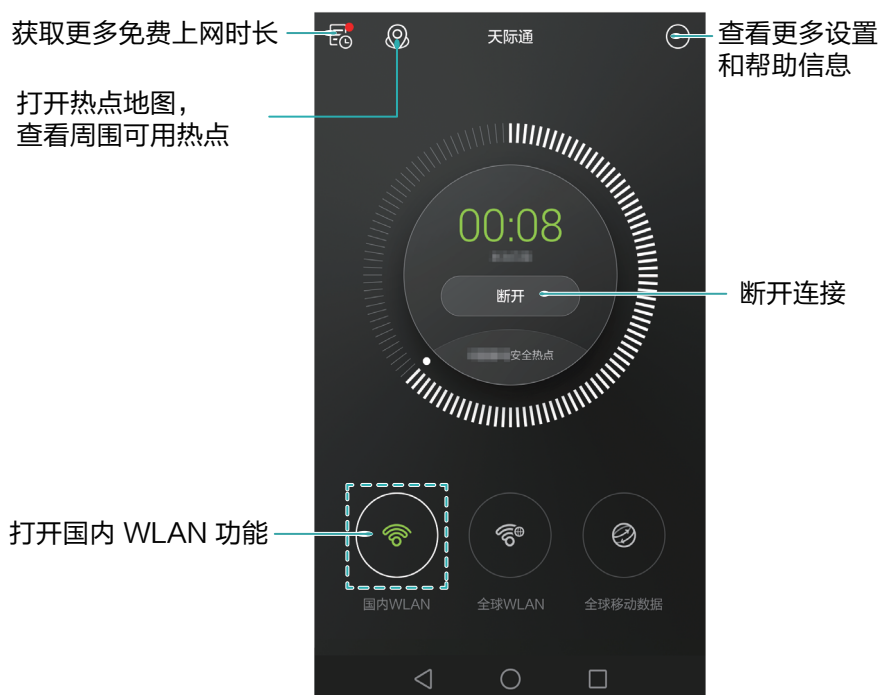 获取更多免费上网时长
天际通
查看更多设置
和帮助信息
打开热点地图，
查看周围可用热点
00:08
断开
断开连接
安全热点
打开国内 WLAN 功能
国内WLAN
全球WLAN
全球移动数据